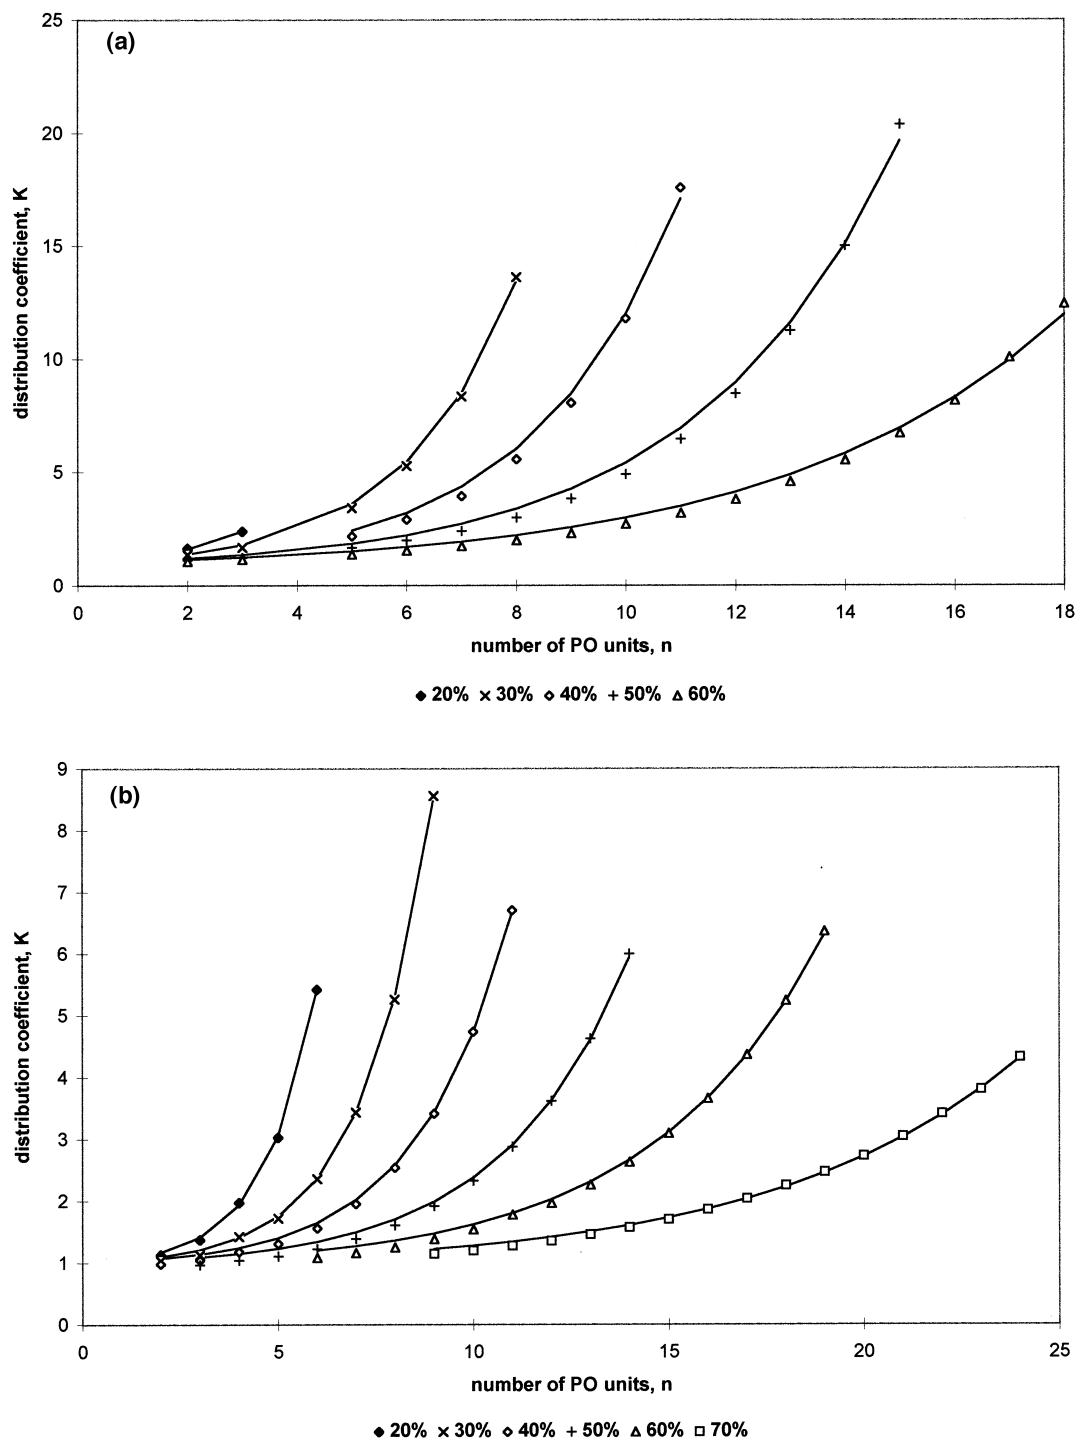 25
(a)
20
15
10
5
0
distribution coefficient, K
0 2 4 6 8 10 12 14 16 18
number of PO units, n
20% 30% 40% 50% 60%
9
(b)
8
7
6
5
4
3
2
1
0
distribution coefficient, K
0 5 10 15 20 25
number of PO units, n
20% 30% 40% 50% 60% 70%